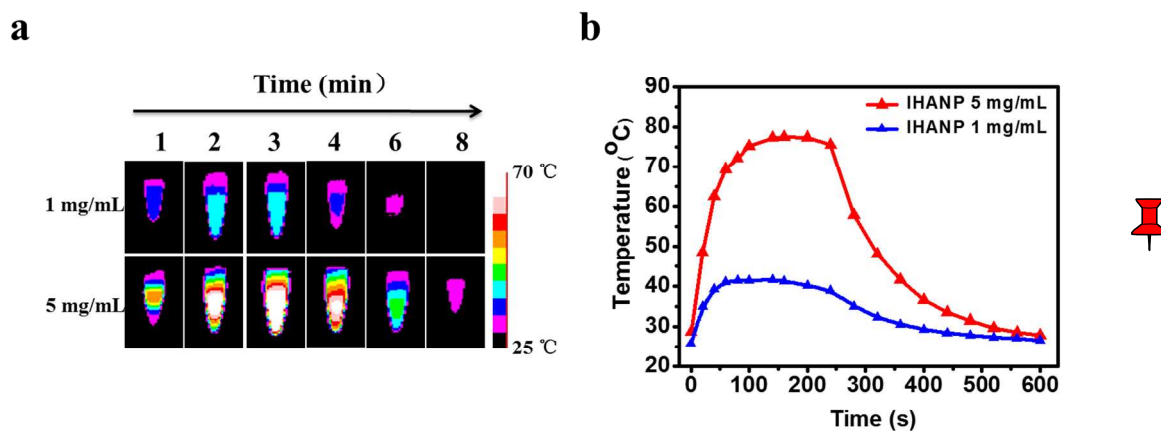 a
Time (min）
1 2 3 4 6 8
1 mg/mL
5 mg/mL
70 ℃
25 ℃
b
IHANP 5 mg/mL
IHANP 1 mg/mL
Temperature (°C)
90
80
70
60
50
40
30
20
0 100 200 300 400 500 600
Time (s)